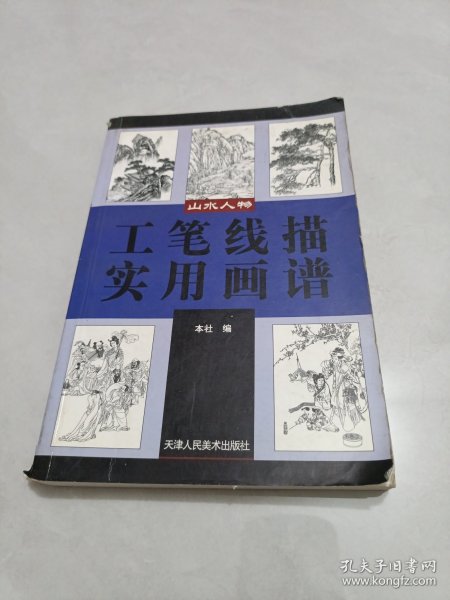 山水人物
工笔线描
实用画谱
本社 编
天津人民美术出版社
孔夫子旧书网
www.kongfz.com